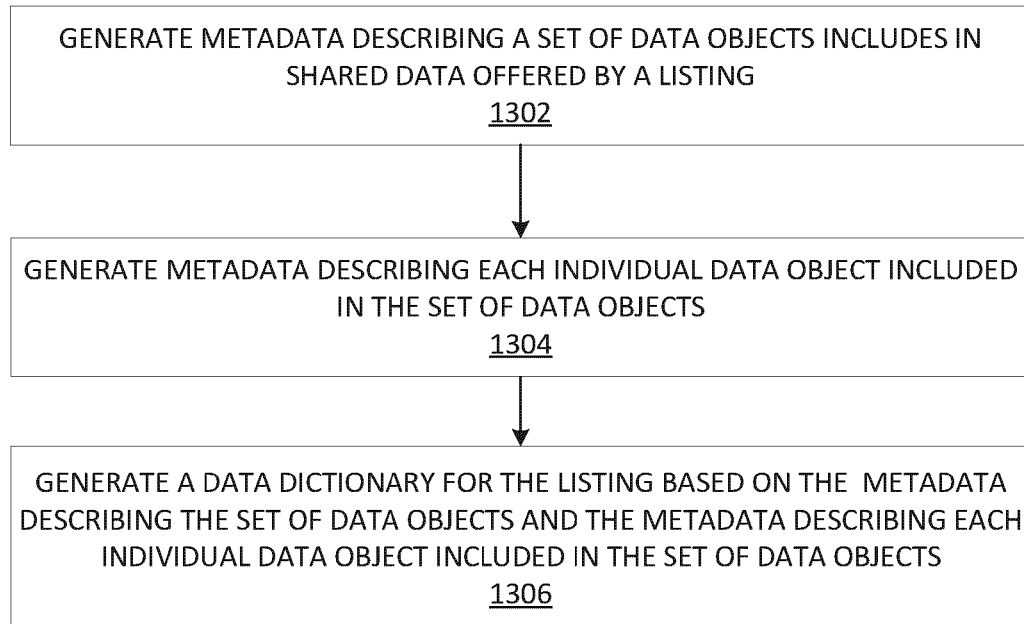 GENERATE METADATA DESCRIBING A SET OF DATA OBJECTS INCLUDES IN
SHARED DATA OFFERED BY A LISTING
1302
GENERATE METADATA DESCRIBING EACH INDIVIDUAL DATA OBJECT INCLUDED
IN THE SET OF DATA OBJECTS
1304
GENERATE A DATA DICTIONARY FOR THE LISTING BASED ON THE METADATA
DESCRIBING THE SET OF DATA OBJECTS AND THE METADATA DESCRIBING EACH
INDIVIDUAL DATA OBJECT INCLUDED IN THE SET OF DATA OBJECTS
1306